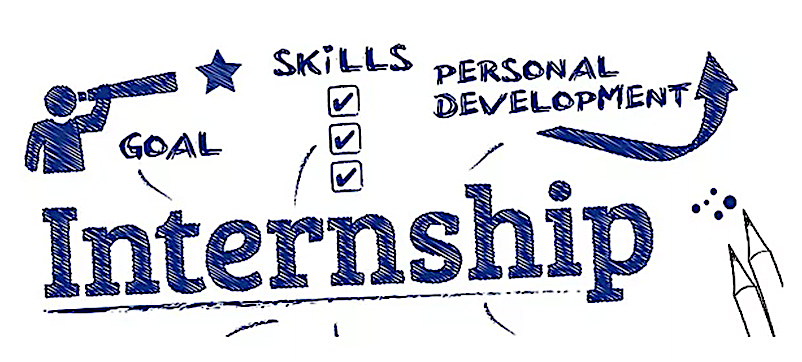 SKiLLS
PERSONAL
DEVELOPMENT
GOAL
Internship